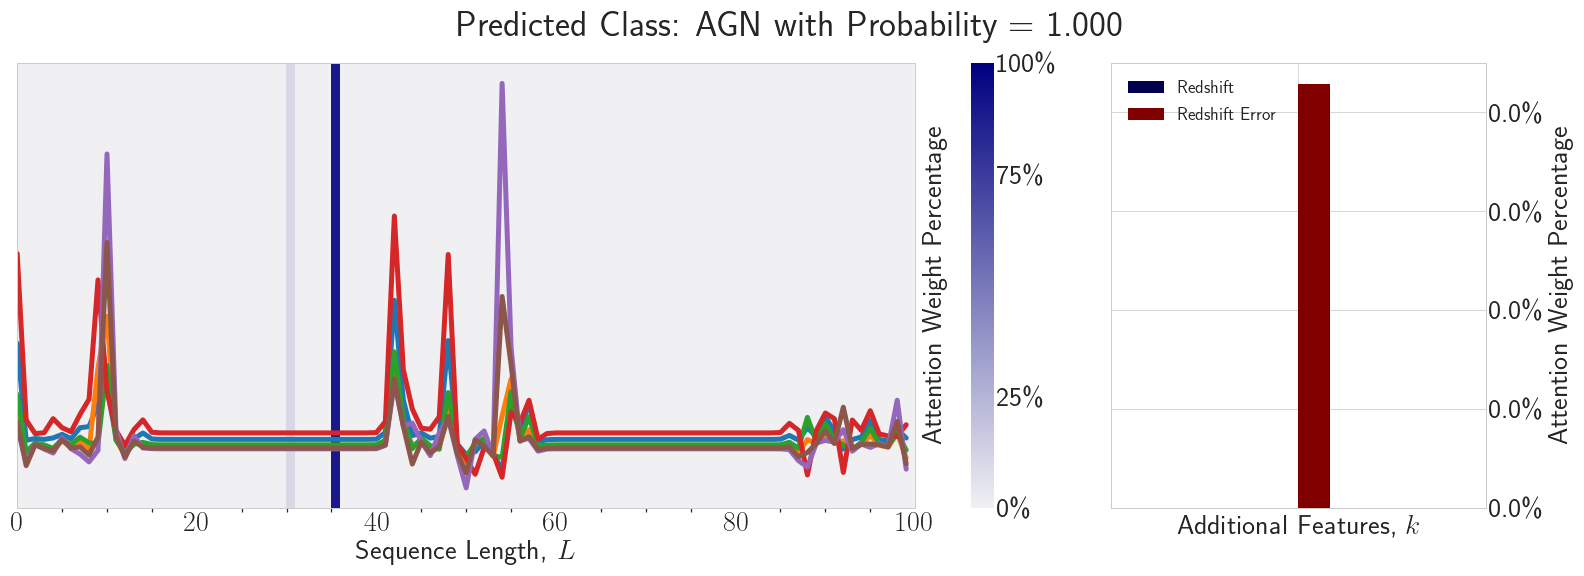 Predicted Class: AGN with Probability = 1.000
0
20
40
60
80
100
Sequence Length, L
Attention Weight Percentage
100%
75%
50%
25%
0%
Redshift
Redshift Error
0.0%
0.0%
0.0%
0.0%
0.0%
Attention Weight Percentage
Additional Features, k